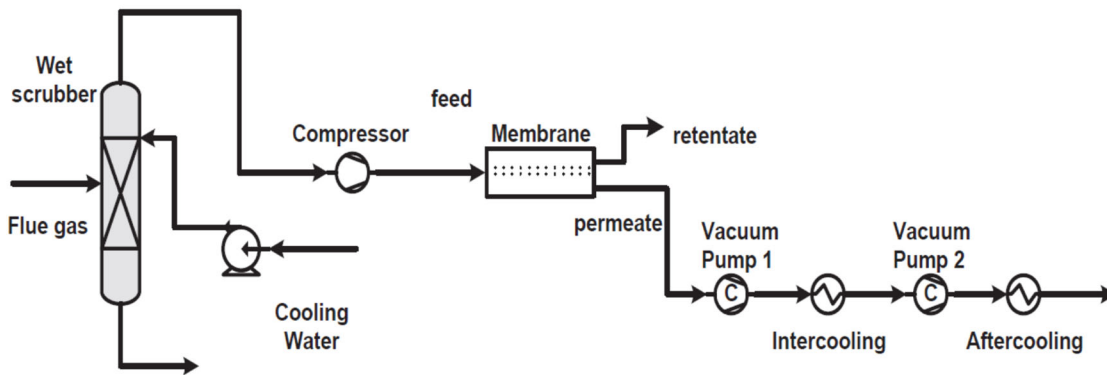 Wet
scrubber
Flue gas
Cooling
Water
Compressor
feed
Membrane
retentate
permeate
Vacuum
Pump 1
C
Intercooling
Vacuum
Pump 2
C
Aftercooling